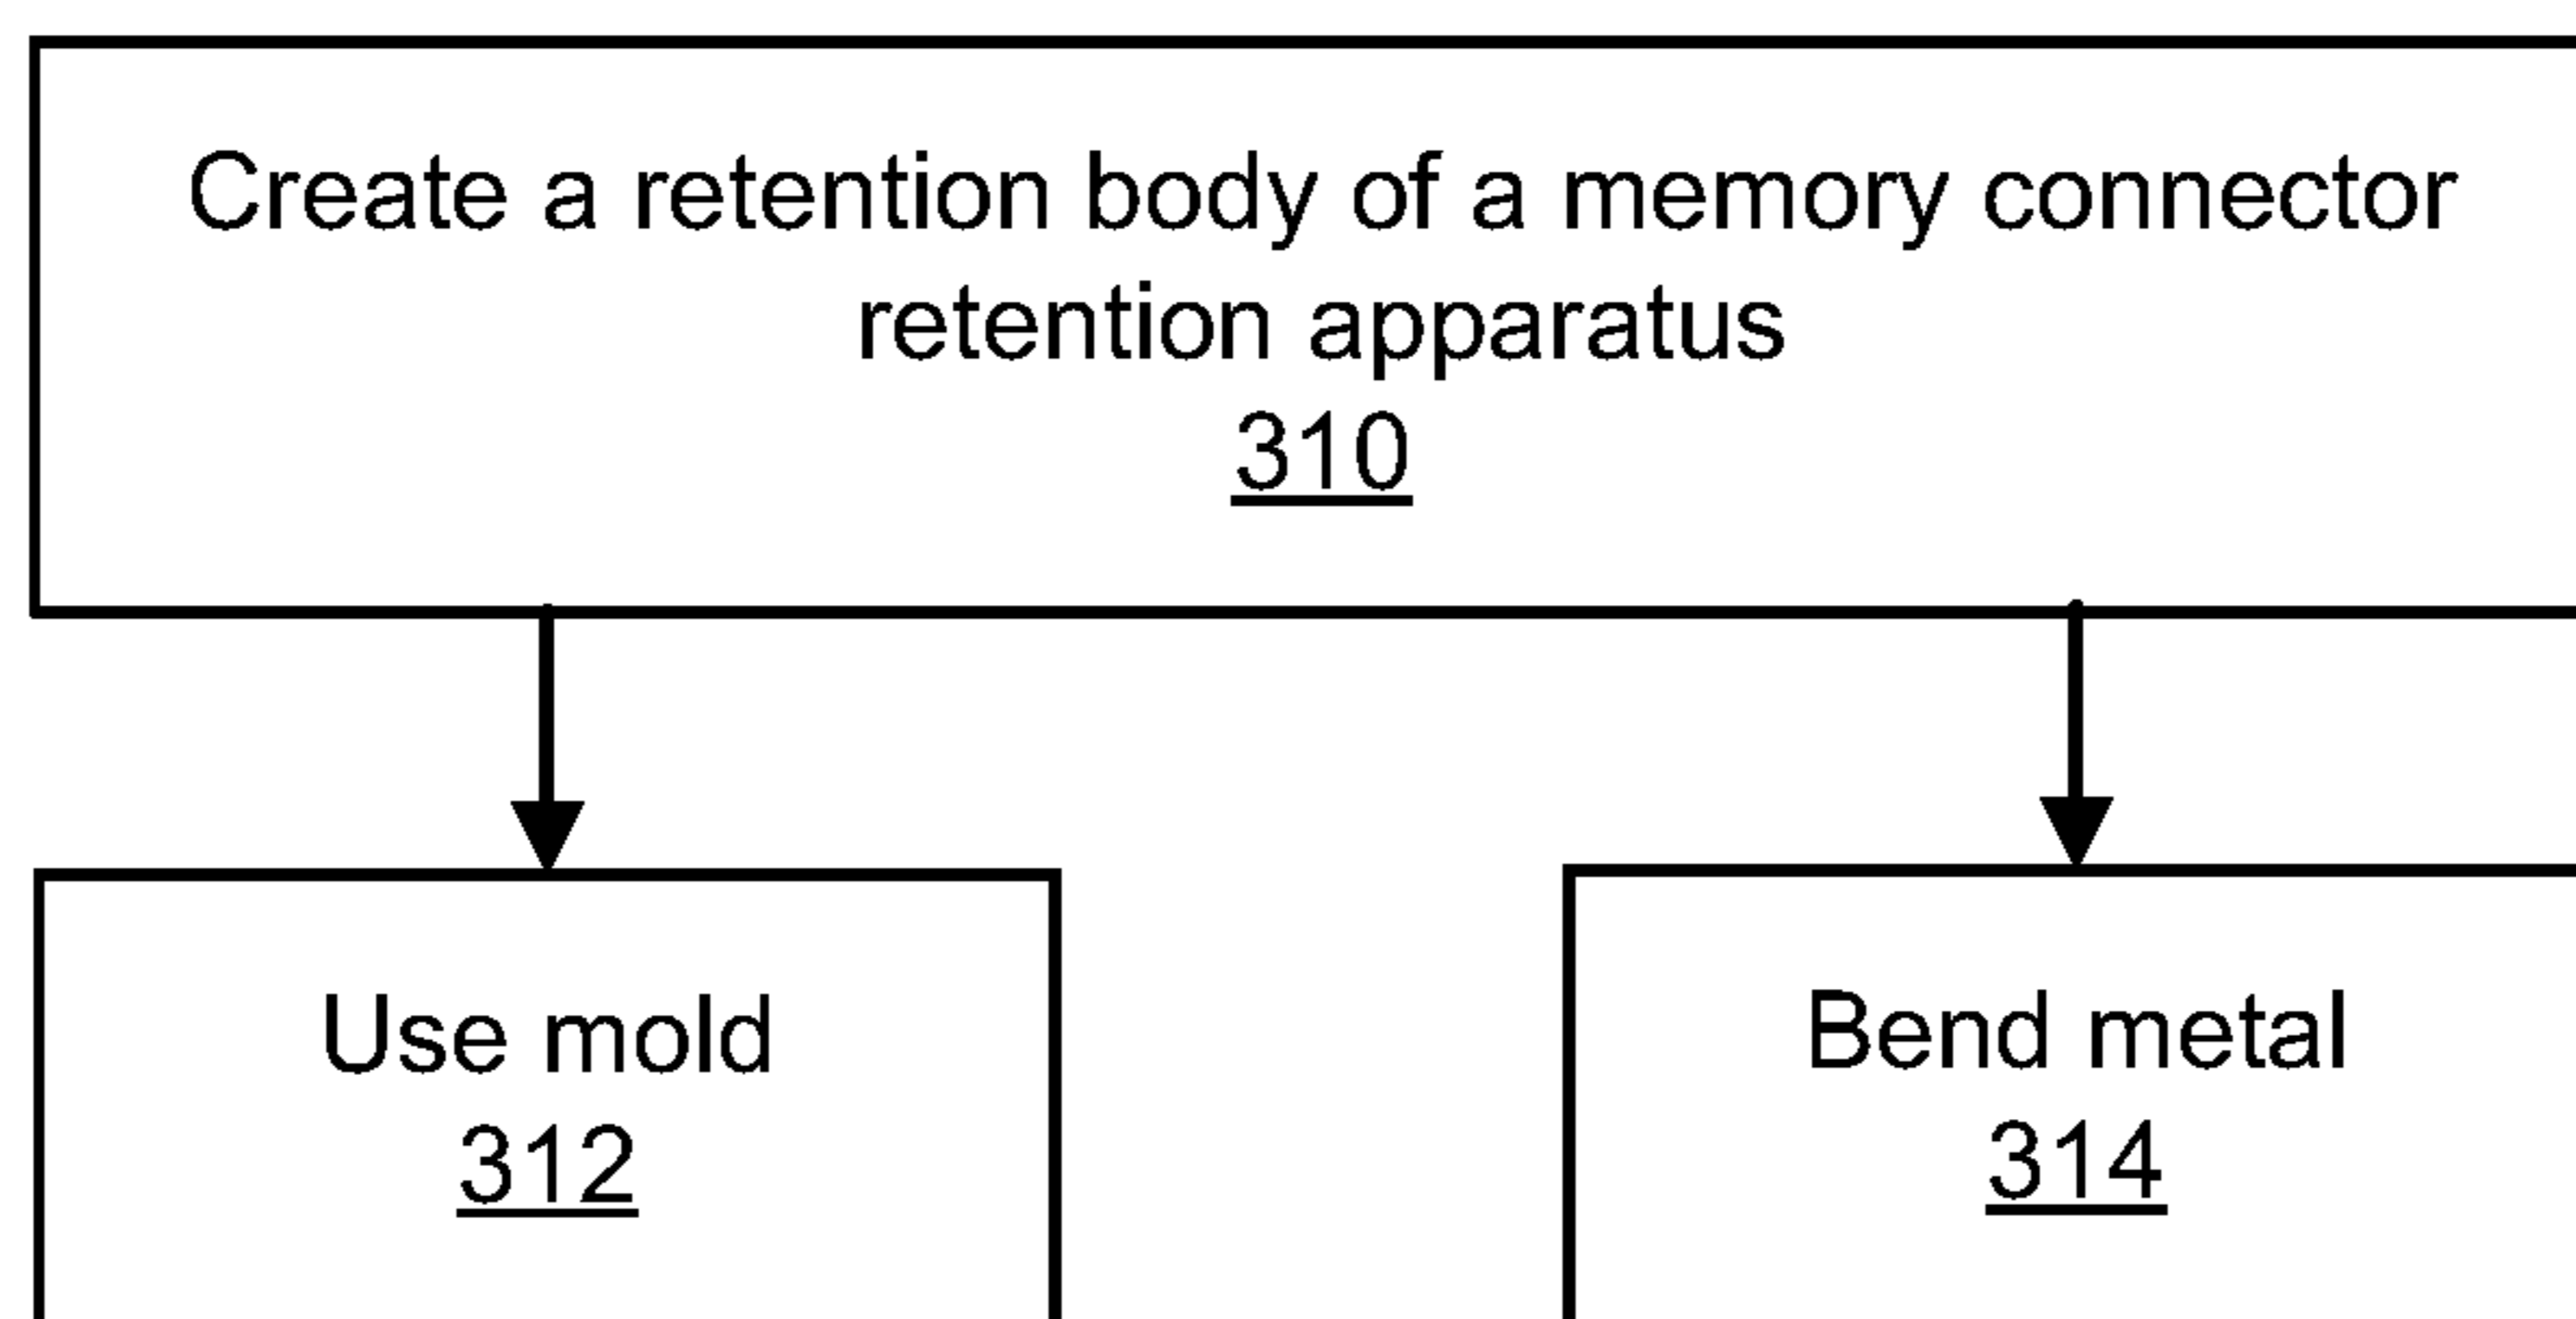 Create a retention body of a memory connector
retention apparatus
310
Use mold
312
Bend metal
314